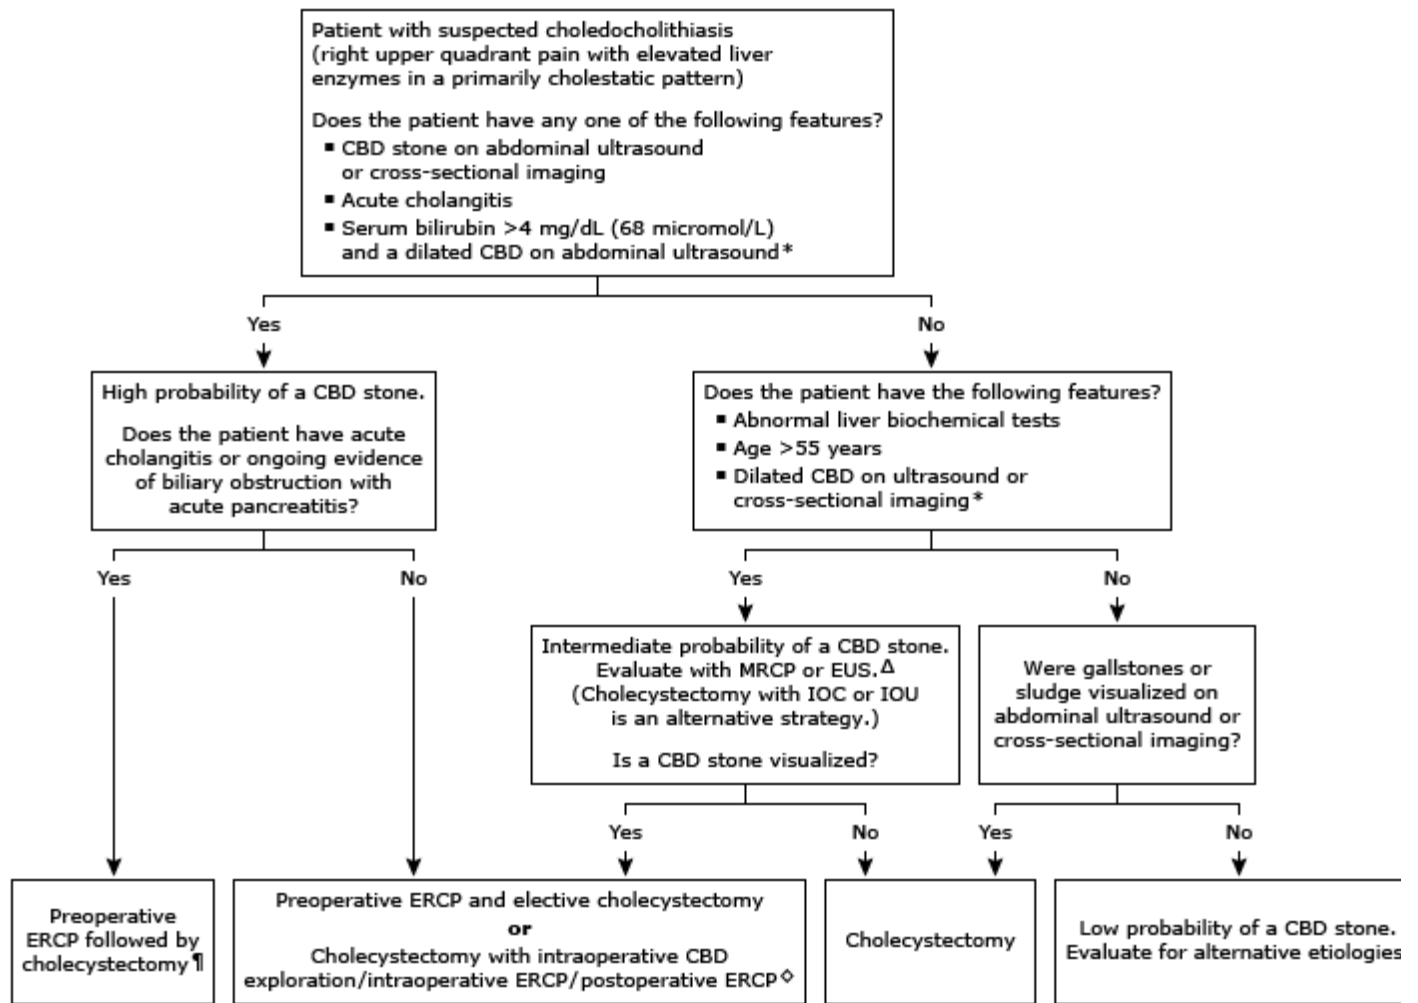 Patient with suspected choledocholithiasis
(right upper quadrant pain with elevated liver
enzymes in a primarily cholestatic pattern)
Does the patient have any one of the following features?
▪ CBD stone on abdominal ultrasound
or cross-sectional imaging
▪ Acute cholangitis
▪ Serum bilirubin >4 mg/dL (68 micromol/L)
and a dilated CBD on abdominal ultrasound*
Yes
No
High probability of a CBD stone.
Does the patient have acute
cholangitis or ongoing evidence
of biliary obstruction with
acute pancreatitis?
Does the patient have the following features?
▪ Abnormal liver biochemical tests
▪ Age >55 years
▪ Dilated CBD on ultrasound or
cross-sectional imaging*
Yes
No
Yes
No
Intermediate probability of a CBD stone.
Evaluate with MRCP or EUS.Δ
(Cholecystectomy with IOC or IOU
is an alternative strategy.)
Is a CBD stone visualized?
Were gallstones or
sludge visualized on
abdominal ultrasound or
cross-sectional imaging?
Yes
No
Yes
No
Preoperative
ERCP followed by
cholecystectomy¶
Preoperative ERCP and elective cholecystectomy
or
Cholecystectomy with intraoperative CBD
exploration/intraoperative ERCP/postoperative ERCP◇
Cholecystectomy
Low probability of a CBD stone.
Evaluate for alternative etiologies